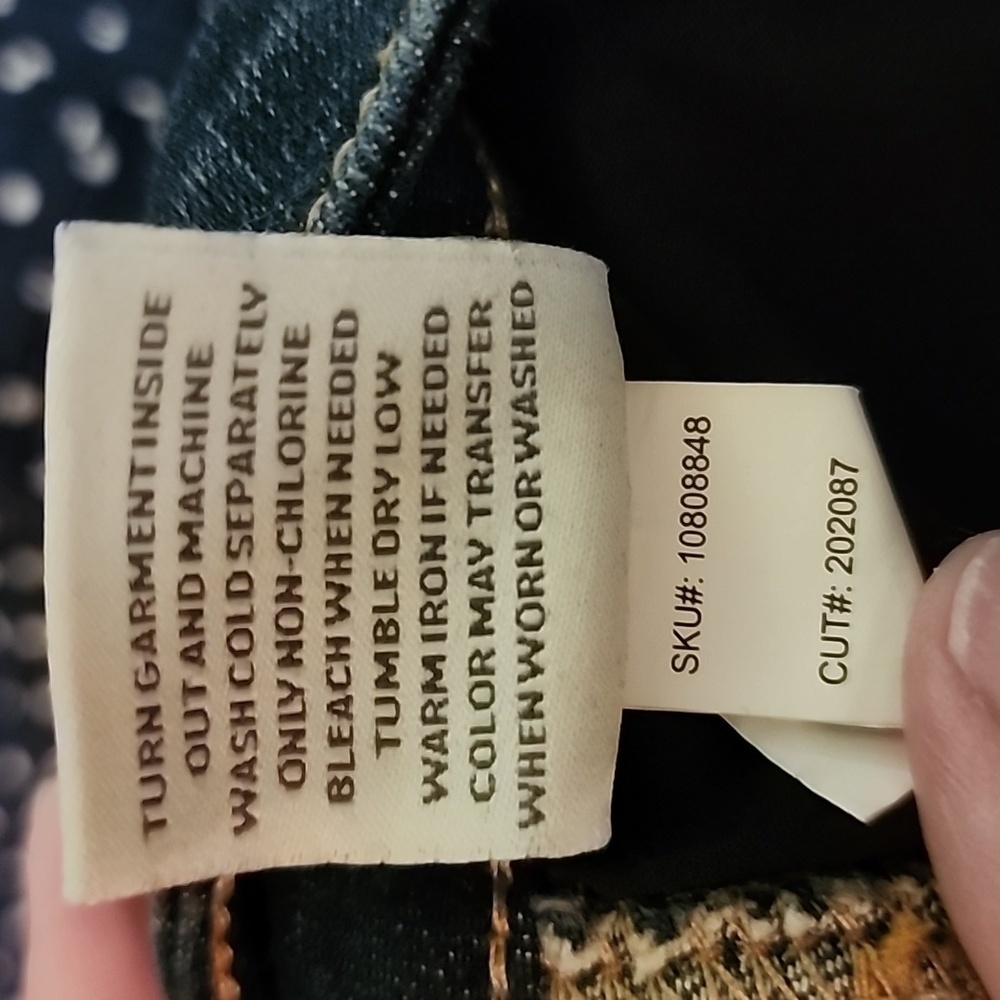 TURN GARMENT INSIDE
OUT AND MACHINE
WASH COLD SEPARATELY
ONLY NON-CHLORINE
BLEACH WHEN NEEDED
TUMBLE DRY LOW
WARM IRON IF NEEDED
COLOR MAY TRANSFER
WHEN WORN OR WASHED
SKU#: 10808848
CUT#: 202087